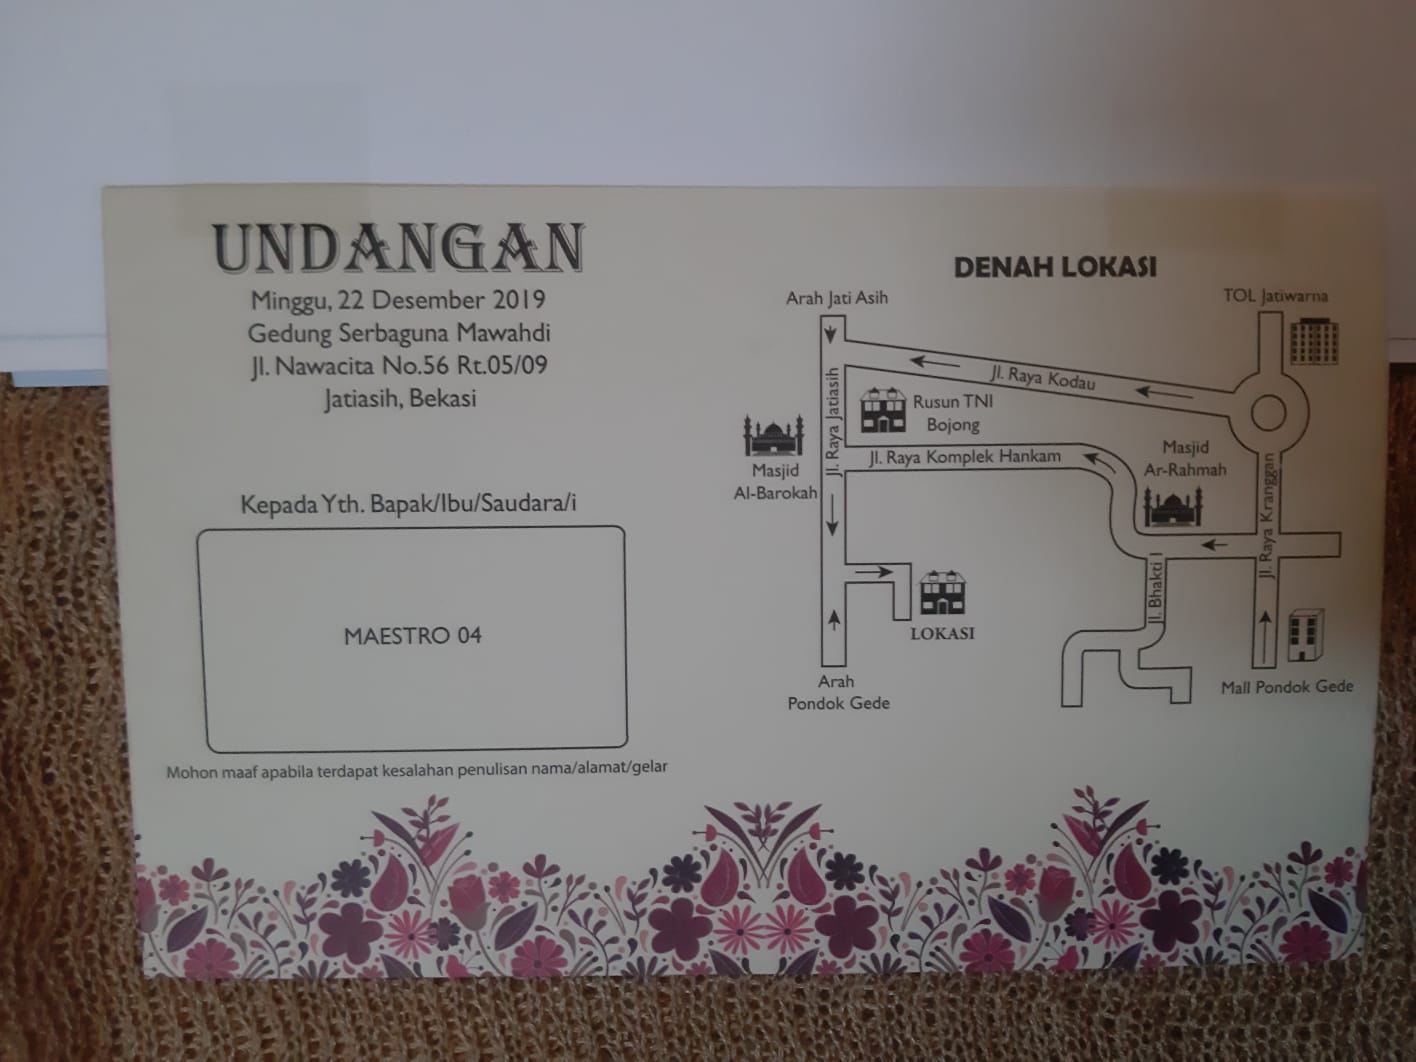 UNDANGAN
Minggu, 22 Desember 2019
Gedung Serbaguna Mawahdi
Jl. Nawacita No.56 Rt.05/09
Jatiasih, Bekasi
Kepada Yth. Bapak/Ibu/Saudara/i
MAESTRO 04
Mohon maaf apabila terdapat kesalahan penulisan nama/alamat/gelar
DENAH LOKASI
Arah Jati Asih
TOL Jatiwarna
Jl. Raya Kodau
Jl. Raya Jatiasih
Rusun TNI
Bojong
Masjid
Al-Barokah
Jl. Raya Komplek Hankam
Masjid
Ar-Rahmah
Jl. Raya Kranggan
Jl. Bhakti I
LOKASI
Arah
Pondok Gede
Mall Pondok Gede